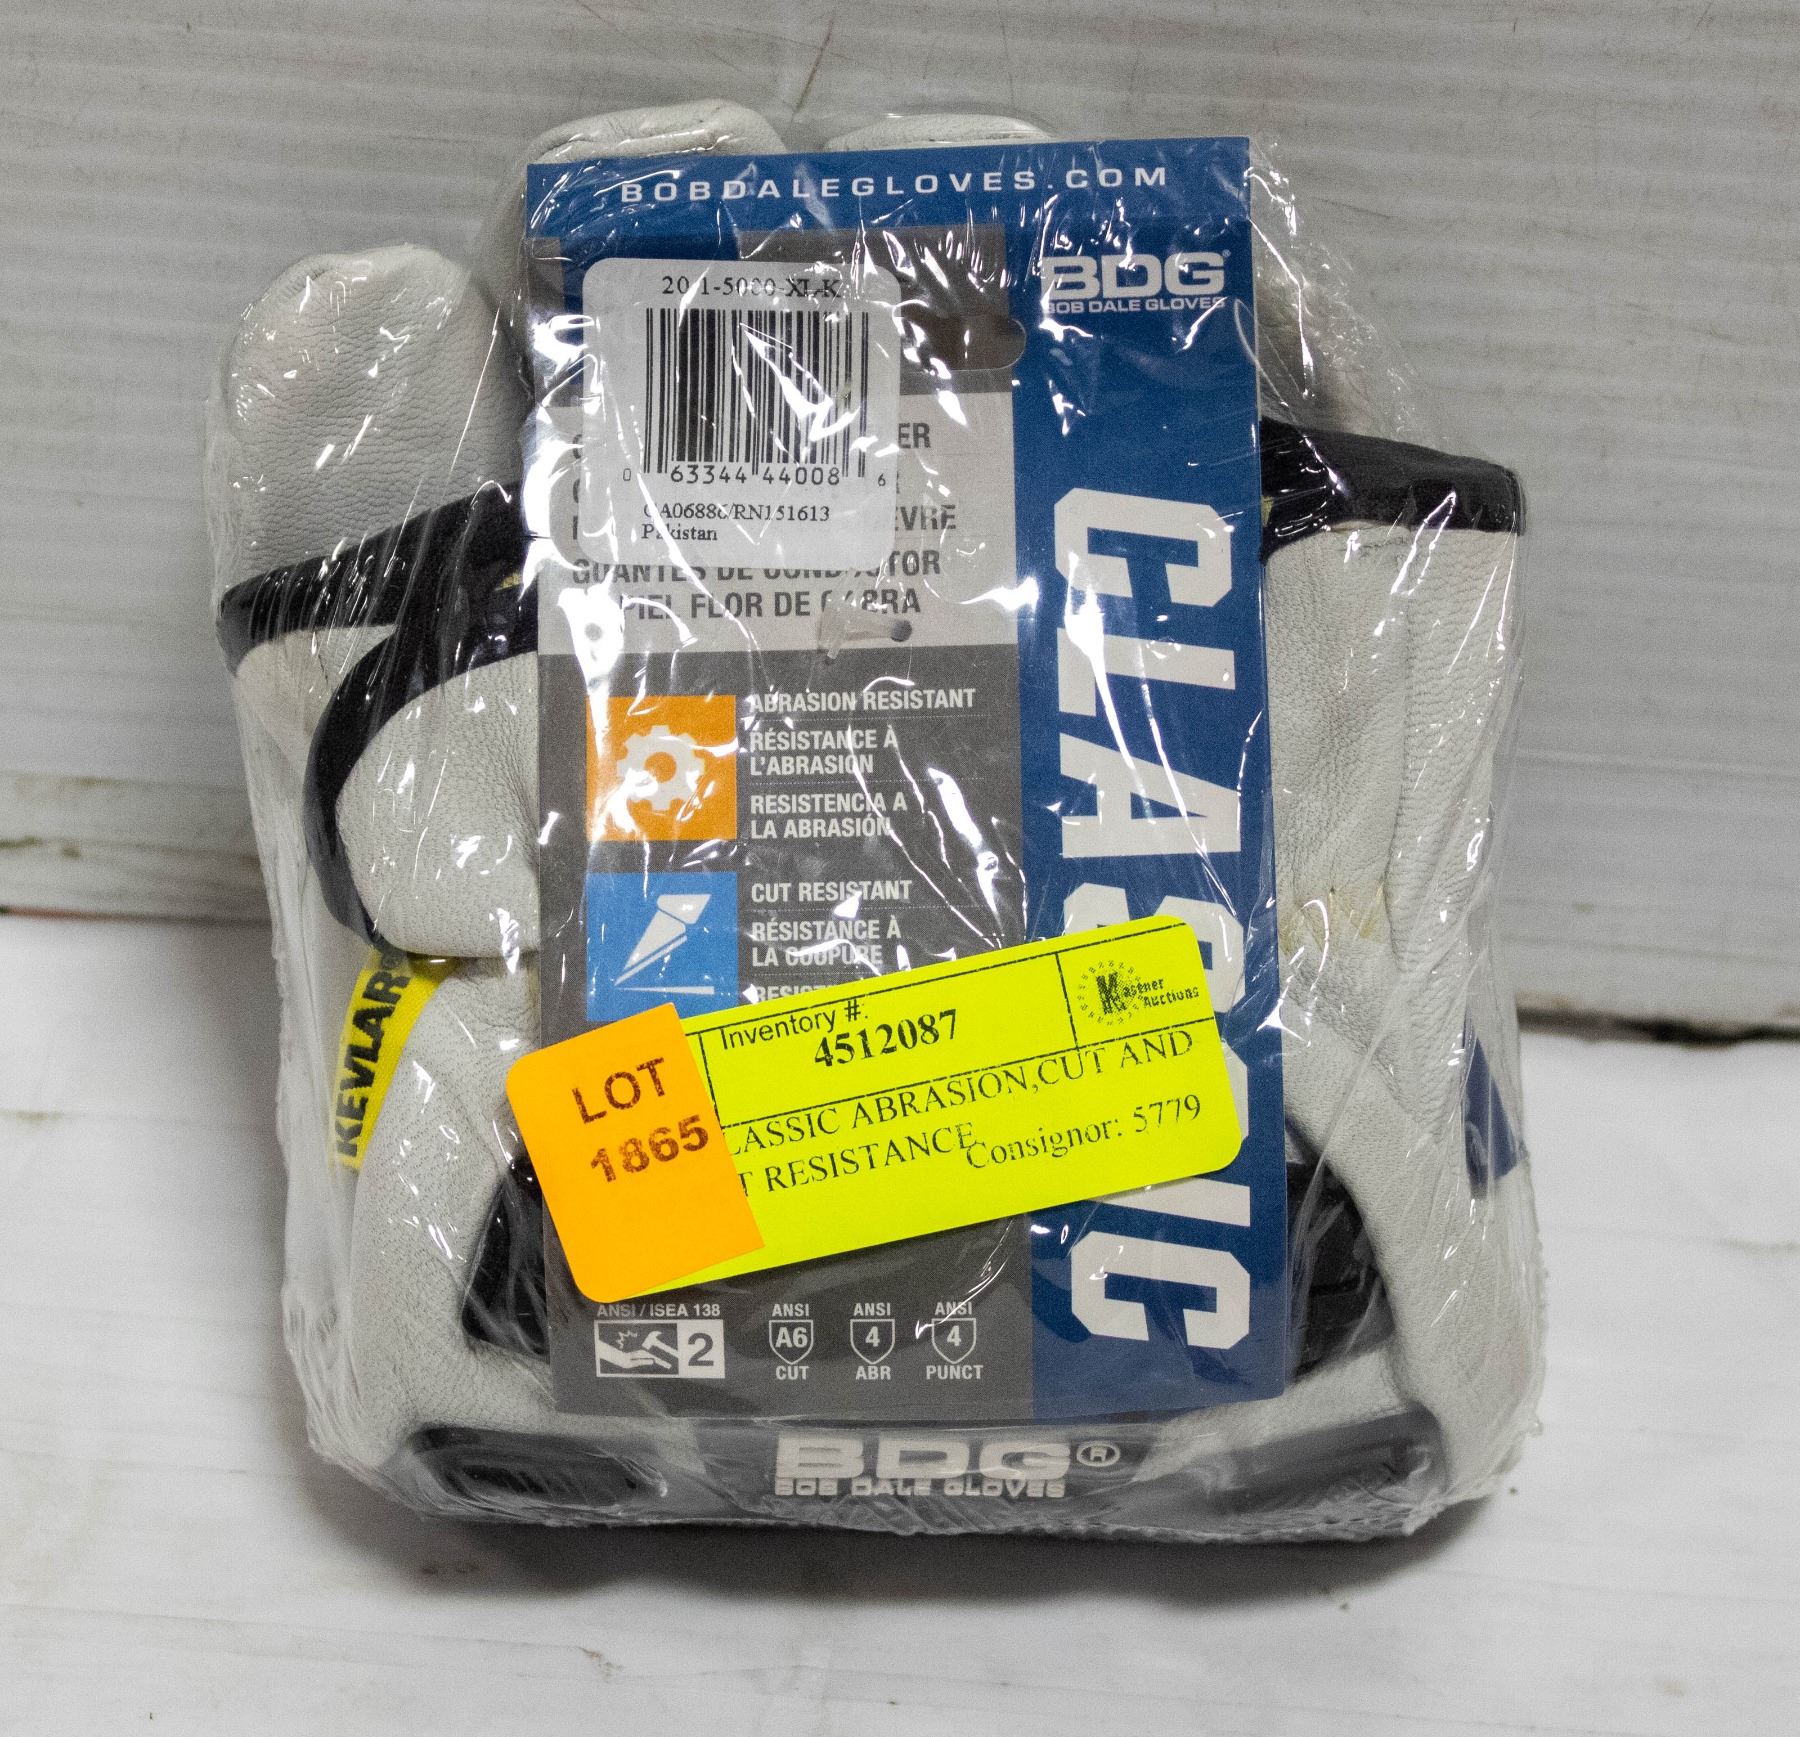 BOBDALEGLOVES.COM
BDG®
BOB DALE GLOVES
20-1-5000-XL-K
0 63344 44008 6
CA06886/RN151613
Pakistan
GUANTES DE CONDUCTOR
PIEL FLOR DE CABRA
CLASSIC
ABRASION RESISTANT
RÉSISTANCE À
L'ABRASION
RESISTENCIA A
LA ABRASIÓN
CUT RESISTANT
RÉSISTANCE À
LA COUPURE
KEVLAR®
LOT
1865
Inventory #:
4512087
Kastner
Auctions
LASSIC ABRASION,CUT AND
T RESISTANCE
Consignor: 5779
ANSI / ISEA 138
2
ANSI
A6
CUT
ANSI
4
ABR
ANSI
4
PUNCT
BDG®
BOB DALE GLOVES